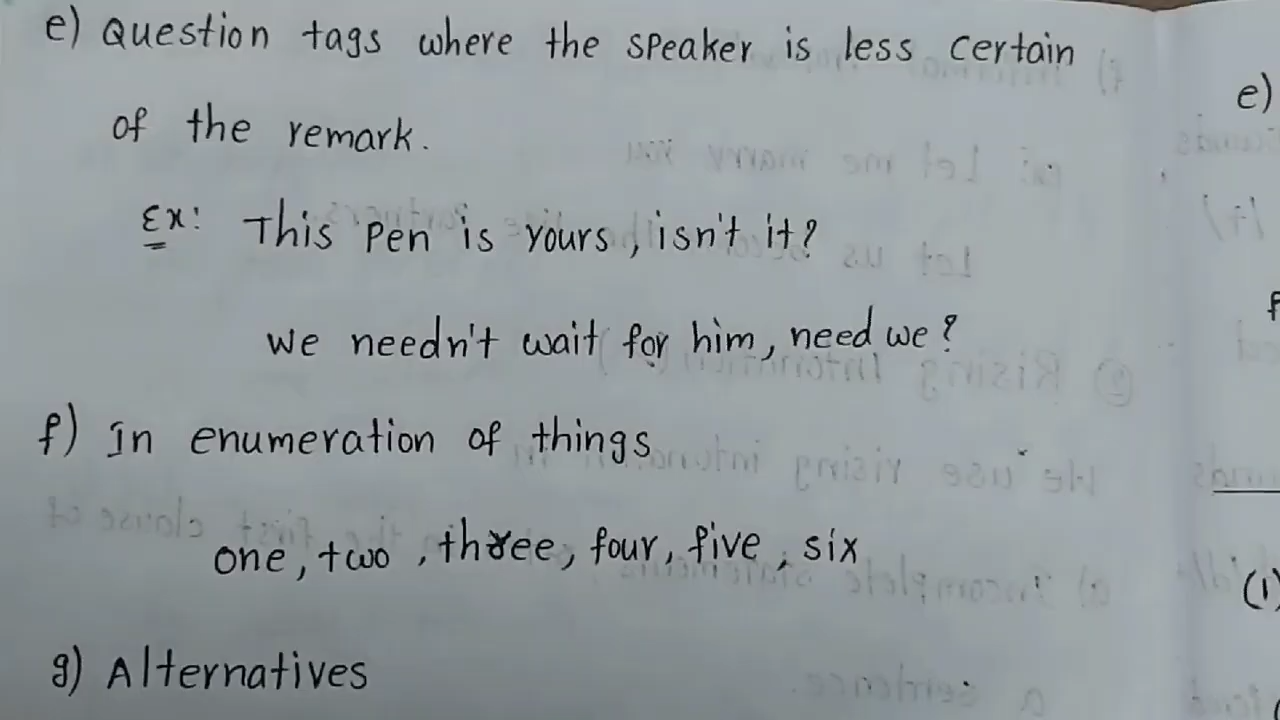 e) Question tags where the speaker is less certain
of the remark.
Ex: This pen is yours, isn't it?
we needn't wait for him, need we?
f) In enumeration of things
one, two, three, four, five, six
g) Alternatives
e)
f
(1)